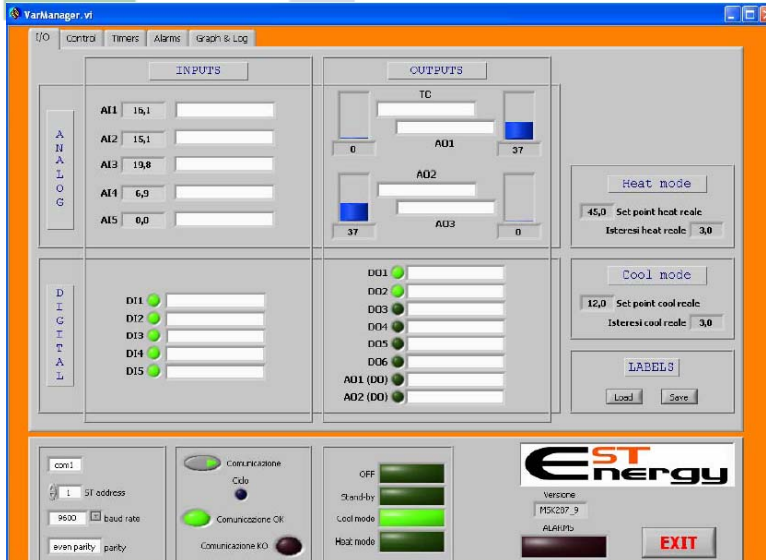 VarManager.vi
I/O Control Timers Alarms Graph & Log
INPUTS
OUTPUTS
ANALOG
AI1 16,1
AI2 15,1
AI3 19,8
AI4 6,9
AI5 0,0
TC
AO1
0
37
AO2
AO3
37
0
Heat mode
45,0 Set point heat reale
Isteresi heat reale 3,0
DIGITAL
DI1
DI2
DI3
DI4
DI5
DO1
DO2
DO3
DO4
DO5
DO6
AO1 (DO)
AO2 (DO)
Cool mode
12,0 Set point cool reale
Isteresi cool reale 3,0
LABELS
Load Save
com1
1 ST address
9600 baud rate
even parity parity
Comunicazione
Ciclo
Comunicazione OK
Comunicazione KO
OFF
Stand-by
Cool mode
Heat mode
EST
Energy
Versione
MSK287_9
ALARMS
EXIT